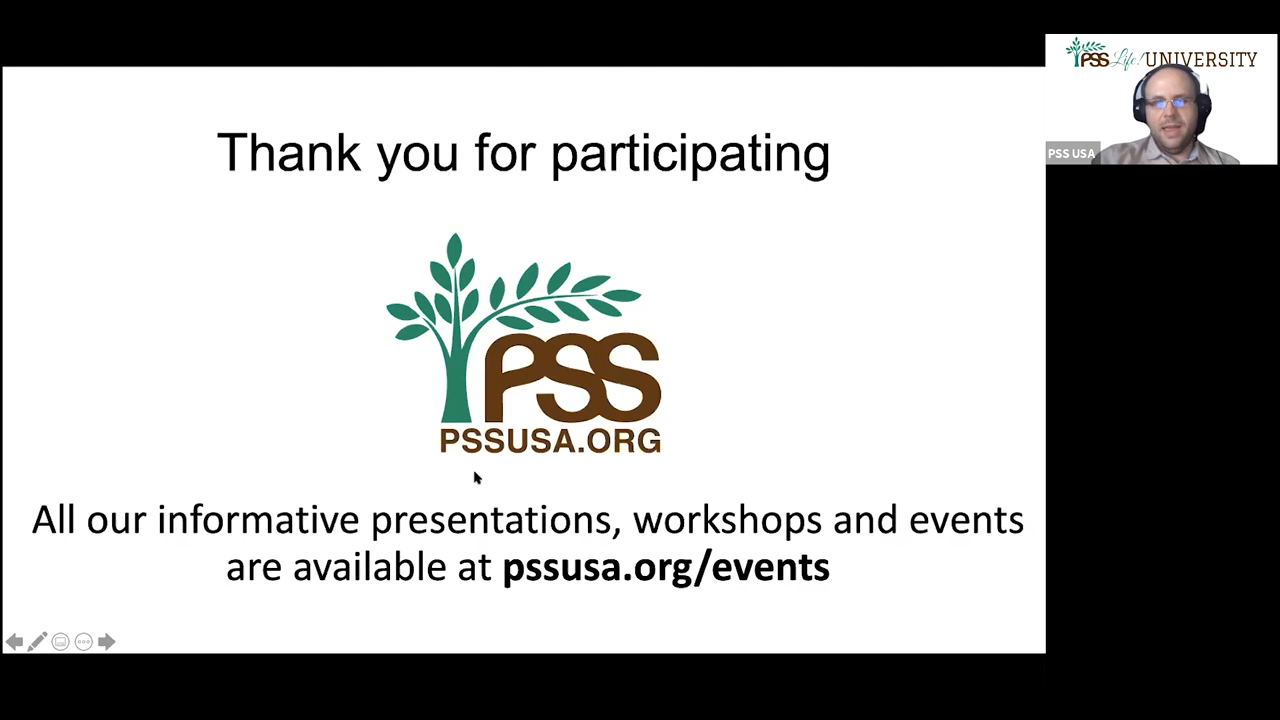 Thank you for participating
PSS
PSSUSA.ORG
All our informative presentations, workshops and events
are available at pssusa.org/events
PSS Life! UNIVERSITY
PSS USA